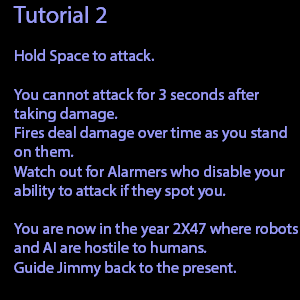 Tutorial 2
Hold Space to attack.
You cannot attack for 3 seconds after
taking damage.
Fires deal damage over time as you stand
on them.
Watch out for Alarmers who disable your
ability to attack if they spot you.
You are now in the year 2X47 where robots
and AI are hostile to humans.
Guide Jimmy back to the present.